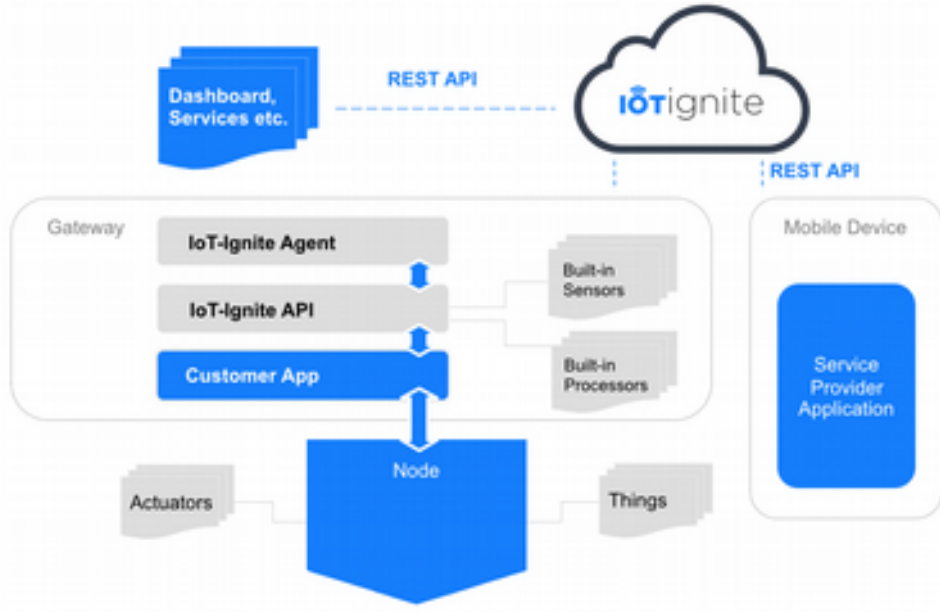 Dashboard,
Services etc.
REST API
IOTignite
REST API
Gateway
IoT-Ignite Agent
IoT-Ignite API
Customer App
Built-in
Sensors
Built-in
Processors
Mobile Device
Service
Provider
Application
Node
Actuators
Things